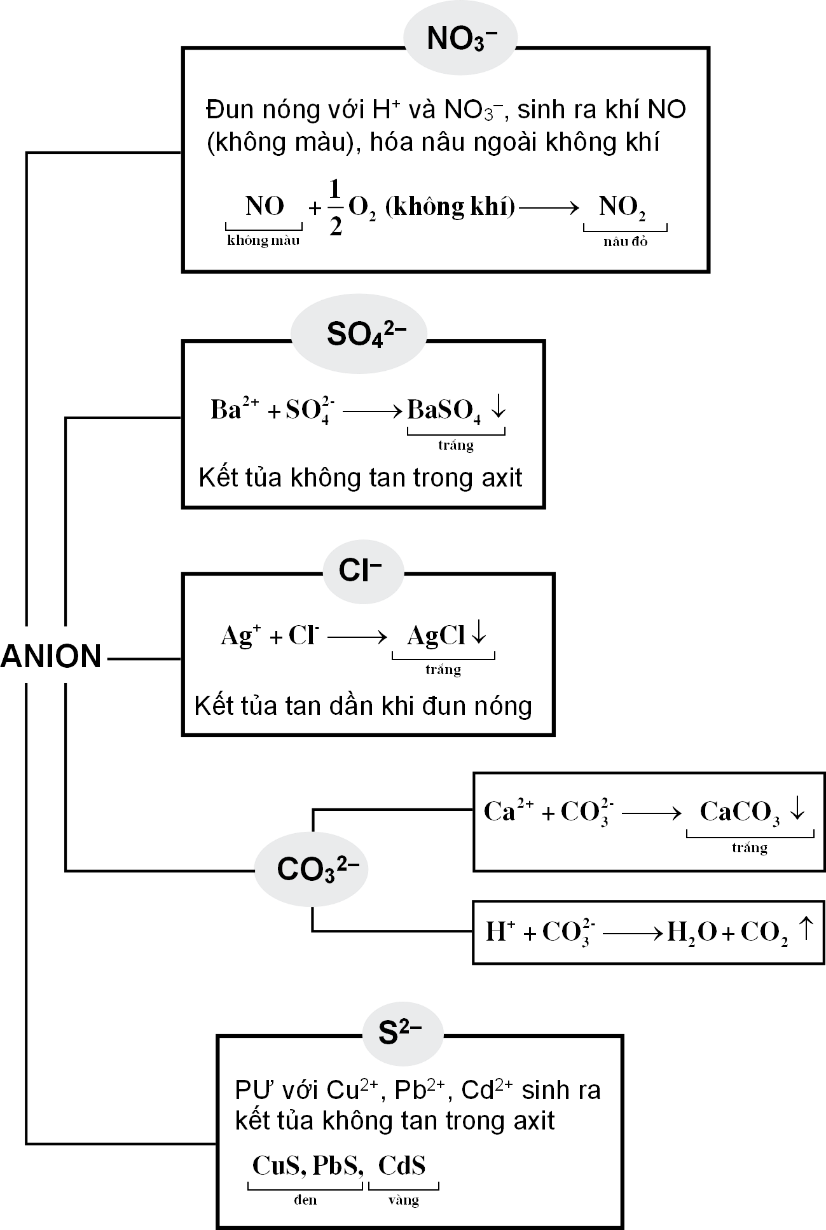 NO₃⁻
Đun nóng với H⁺ và NO₃⁻, sinh ra khí NO
(không màu), hóa nâu ngoài không khí
NO + 1/2 O₂ (không khí) ⟶ NO₂
không màu nâu đỏ
SO₄²⁻
Ba²⁺ + SO₄²⁻ ⟶ BaSO₄ ↓
trắng
Kết tủa không tan trong axit
Cl⁻
Ag⁺ + Cl⁻ ⟶ AgCl ↓
trắng
Kết tủa tan dần khi đun nóng
ANION
CO₃²⁻
Ca²⁺ + CO₃²⁻ ⟶ CaCO₃ ↓
trắng
H⁺ + CO₃²⁻ ⟶ H₂O + CO₂ ↑
S²⁻
PƯ với Cu²⁺, Pb²⁺, Cd²⁺ sinh ra
kết tủa không tan trong axit
CuS, PbS, CdS
đen vàng